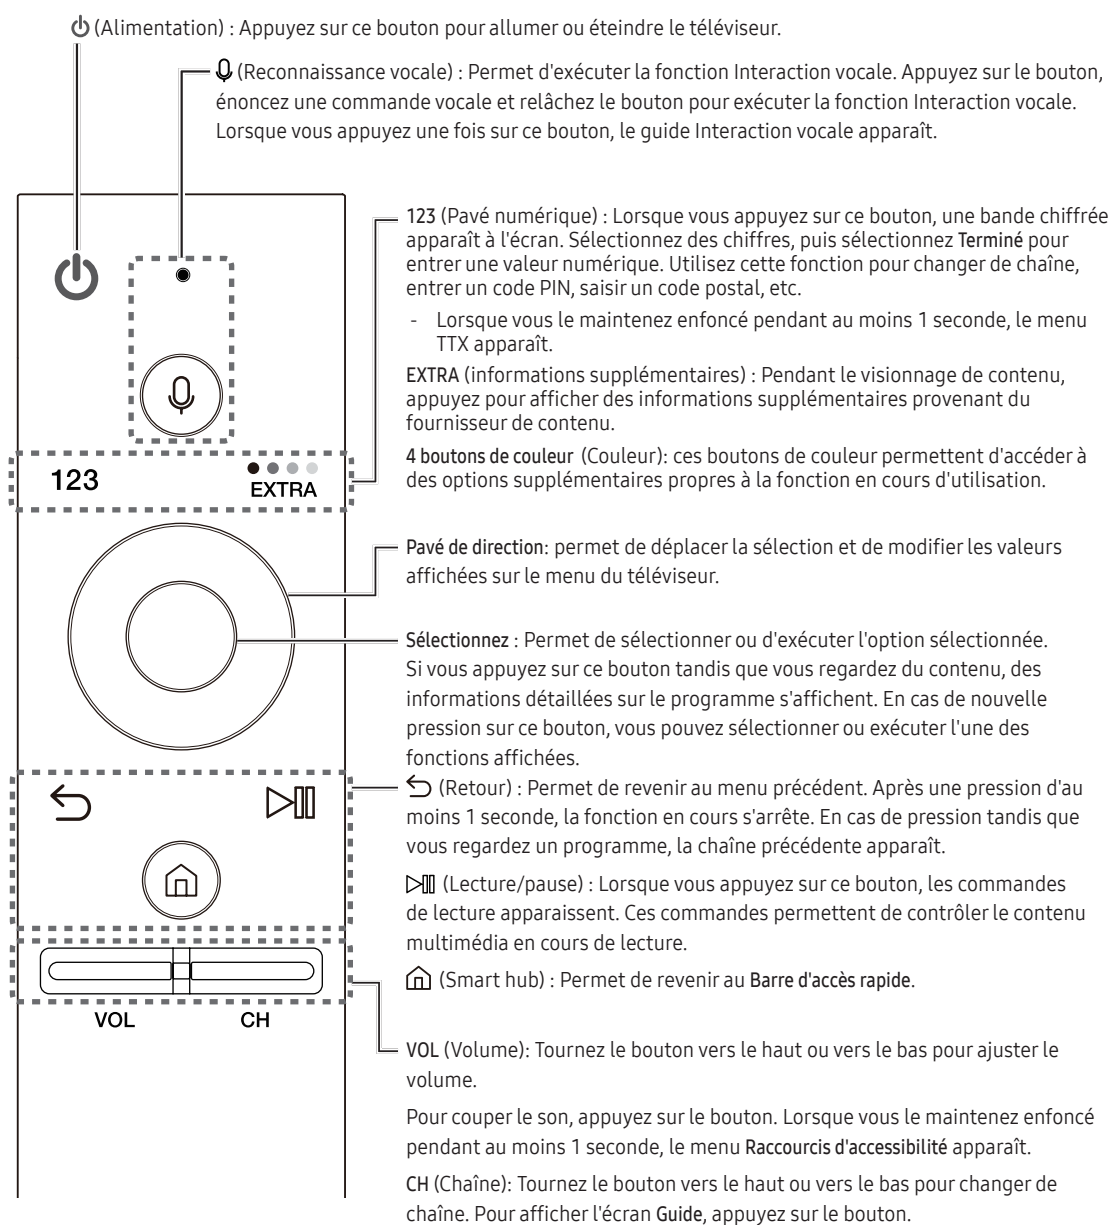 (Alimentation) : Appuyez sur ce bouton pour allumer ou éteindre le téléviseur.
(Reconnaissance vocale) : Permet d'exécuter la fonction Interaction vocale. Appuyez sur le bouton,
énoncez une commande vocale et relâchez le bouton pour exécuter la fonction Interaction vocale.
Lorsque vous appuyez une fois sur ce bouton, le guide Interaction vocale apparaît.
123 (Pavé numérique) : Lorsque vous appuyez sur ce bouton, une bande chiffrée
apparaît à l'écran. Sélectionnez des chiffres, puis sélectionnez Terminé pour
entrer une valeur numérique. Utilisez cette fonction pour changer de chaîne,
entrer un code PIN, saisir un code postal, etc.
- Lorsque vous le maintenez enfoncé pendant au moins 1 seconde, le menu
TTX apparaît.
EXTRA (informations supplémentaires) : Pendant le visionnage de contenu,
appuyez pour afficher des informations supplémentaires provenant du
fournisseur de contenu.
4 boutons de couleur (Couleur): ces boutons de couleur permettent d'accéder à
des options supplémentaires propres à la fonction en cours d'utilisation.
123
EXTRA
Pavé de direction: permet de déplacer la sélection et de modifier les valeurs
affichées sur le menu du téléviseur.
Sélectionnez : Permet de sélectionner ou d'exécuter l'option sélectionnée.
Si vous appuyez sur ce bouton tandis que vous regardez du contenu, des
informations détaillées sur le programme s'affichent. En cas de nouvelle
pression sur ce bouton, vous pouvez sélectionner ou exécuter l'une des
fonctions affichées.
(Retour) : Permet de revenir au menu précédent. Après une pression d'au
moins 1 seconde, la fonction en cours s'arrête. En cas de pression tandis que
vous regardez un programme, la chaîne précédente apparaît.
(Lecture/pause) : Lorsque vous appuyez sur ce bouton, les commandes
de lecture apparaissent. Ces commandes permettent de contrôler le contenu
multimédia en cours de lecture.
(Smart hub) : Permet de revenir au Barre d'accès rapide.
VOL
CH
VOL (Volume): Tournez le bouton vers le haut ou vers le bas pour ajuster le
volume.
Pour couper le son, appuyez sur le bouton. Lorsque vous le maintenez enfoncé
pendant au moins 1 seconde, le menu Raccourcis d'accessibilité apparaît.
CH (Chaîne): Tournez le bouton vers le haut ou vers le bas pour changer de
chaîne. Pour afficher l'écran Guide, appuyez sur le bouton.